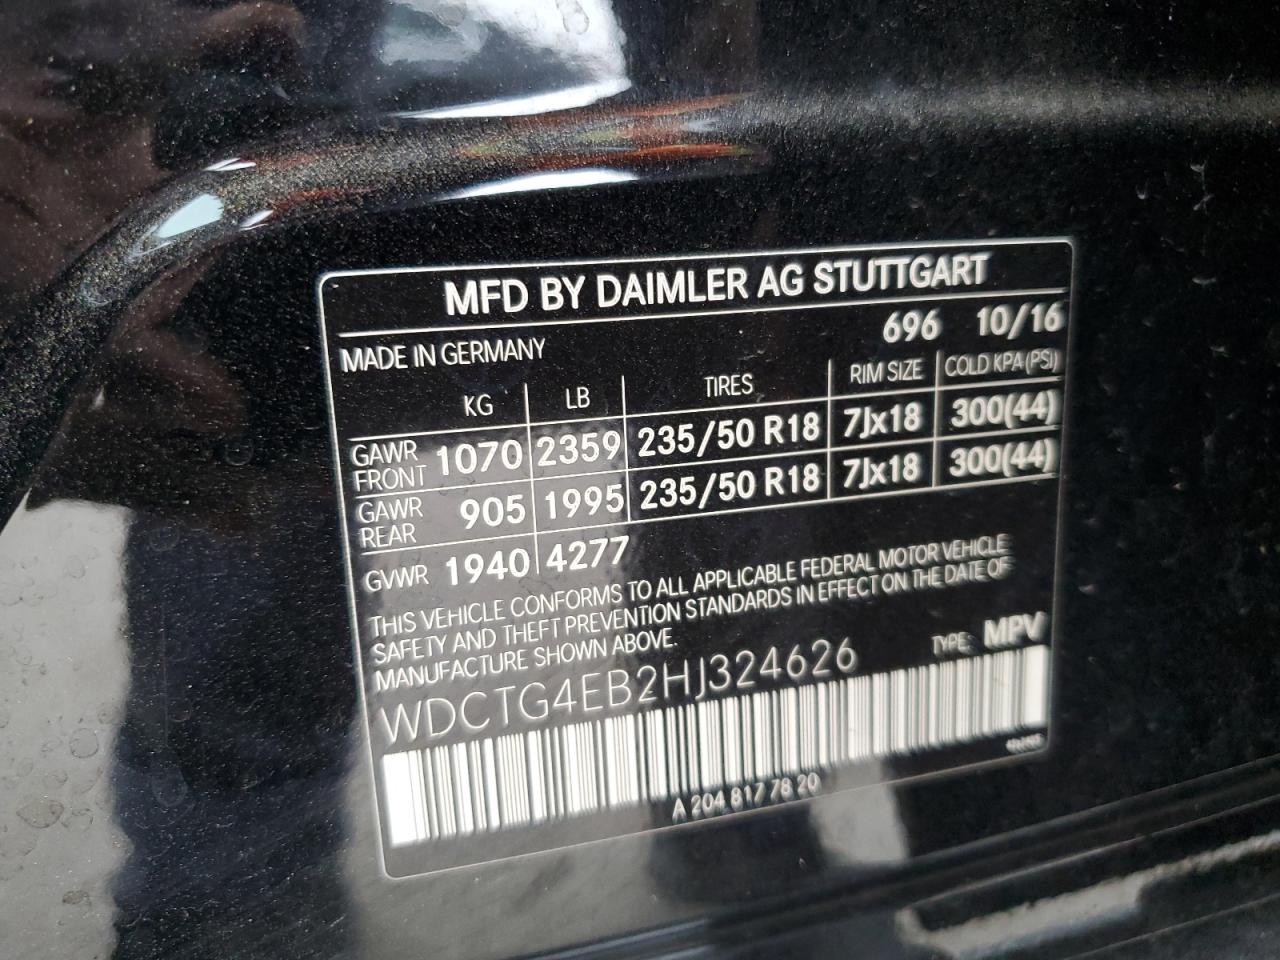 MFD BY DAIMLER AG STUTTGART
696 10/16
MADE IN GERMANY
KG LB TIRES RIM SIZE COLD KPA (PSI)
GAWR FRONT 1070 2359 235/50 R18 7Jx18 300(44)
GAWR REAR 905 1995 235/50 R18 7Jx18 300(44)
GVWR 1940 4277
THIS VEHICLE CONFORMS TO ALL APPLICABLE FEDERAL MOTOR VEHICLE
SAFETY AND THEFT PREVENTION STANDARDS IN EFFECT ON THE DATE OF
MANUFACTURE SHOWN ABOVE.
TYPE: MPV
WDCTG4EB2HJ324626
A 204 817 78 20